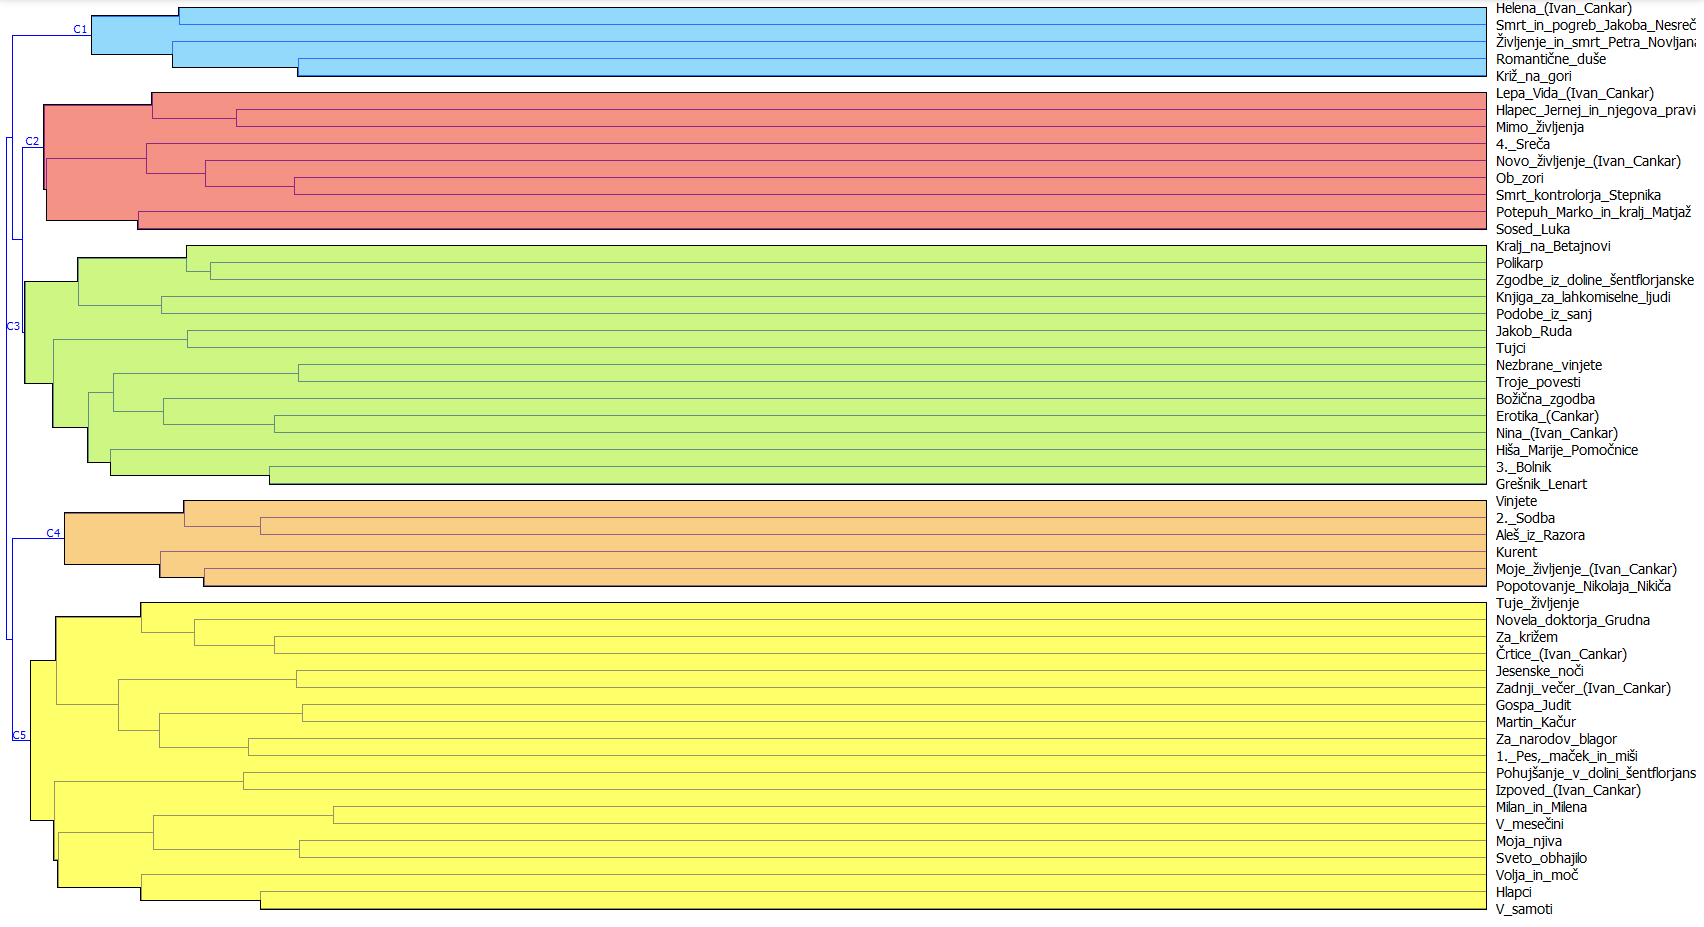 Helena_(Ivan_Cankar)
C1
Smrt_in_pogreb_Jakoba_Nesreč
Življenje_in_smrt_Petra_Novljana
Romantične_duše
Križ_na_gori
Lepa_Vida_(Ivan_Cankar)
Hlapec_Jernej_in_njegova_pravi
Mimo_življenja
C2
4._Sreča
Novo_življenje_(Ivan_Cankar)
Ob_zori
Smrt_kontrolorja_Stepnika
Potepuh_Marko_in_kralj_Matjaž
Sosed_Luka
Kralj_na_Betajnovi
Polikarp
Zgodbe_iz_doline_šentflorjanske
Knjiga_za_lahkomiselne_ljudi
Podobe_iz_sanj
C3
Jakob_Ruda
Tujci
Nezbrane_vinjete
Troje_povesti
Božična_zgodba
Erotika_(Cankar)
Nina_(Ivan_Cankar)
Hiša_Marije_Pomočnice
3._Bolnik
Grešnik_Lenart
Vinjete
2._Sodba
C4
Aleš_iz_Razora
Kurent
Moje_življenje_(Ivan_Cankar)
Popotovanje_Nikolaja_Nikiča
Tuje_življenje
Novela_doktorja_Grudna
Za_križem
Črtice_(Ivan_Cankar)
Jesenske_noči
Zadnji_večer_(Ivan_Cankar)
Gospa_Judit
Martin_Kačur
C5
Za_narodov_blagor
1._Pes,_maček_in_miši
Pohujšanje_v_dolini_šentflorjans
Izpoved_(Ivan_Cankar)
Milan_in_Milena
V_mesečini
Moja_njiva
Sveto_obhajilo
Volja_in_moč
Hlapci
V_samoti